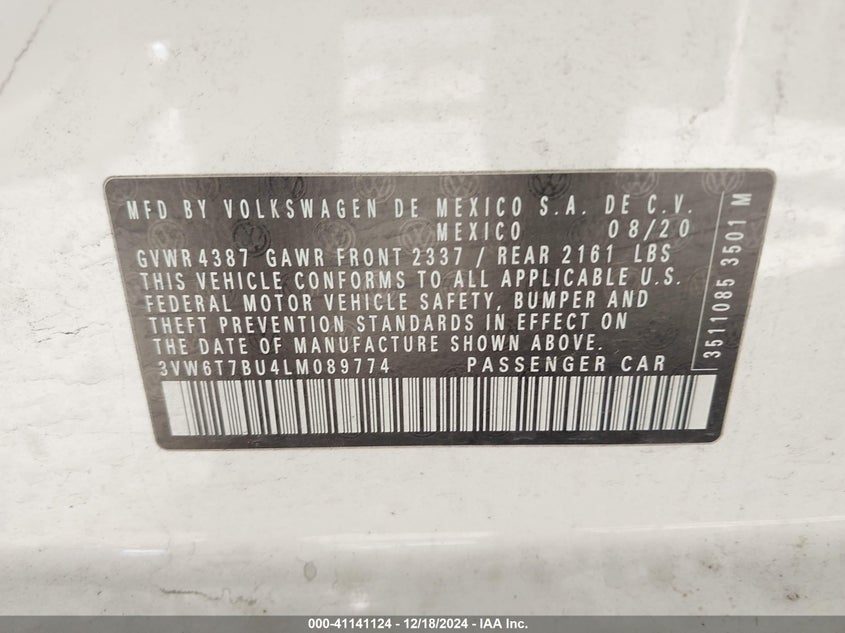 MFD BY VOLKSWAGEN DE MEXICO S.A. DE C.V.
MEXICO 08/20
GVWR 4387 GAWR FRONT 2337 / REAR 2161 LBS
THIS VEHICLE CONFORMS TO ALL APPLICABLE U.S.
FEDERAL MOTOR VEHICLE SAFETY, BUMPER AND
THEFT PREVENTION STANDARDS IN EFFECT ON
THE DATE OF MANUFACTURE SHOWN ABOVE.
3VW6T7BU4LM089774 PASSENGER CAR
3511085 3501 M
000-41141124 - 12/18/2024 - IAA Inc.